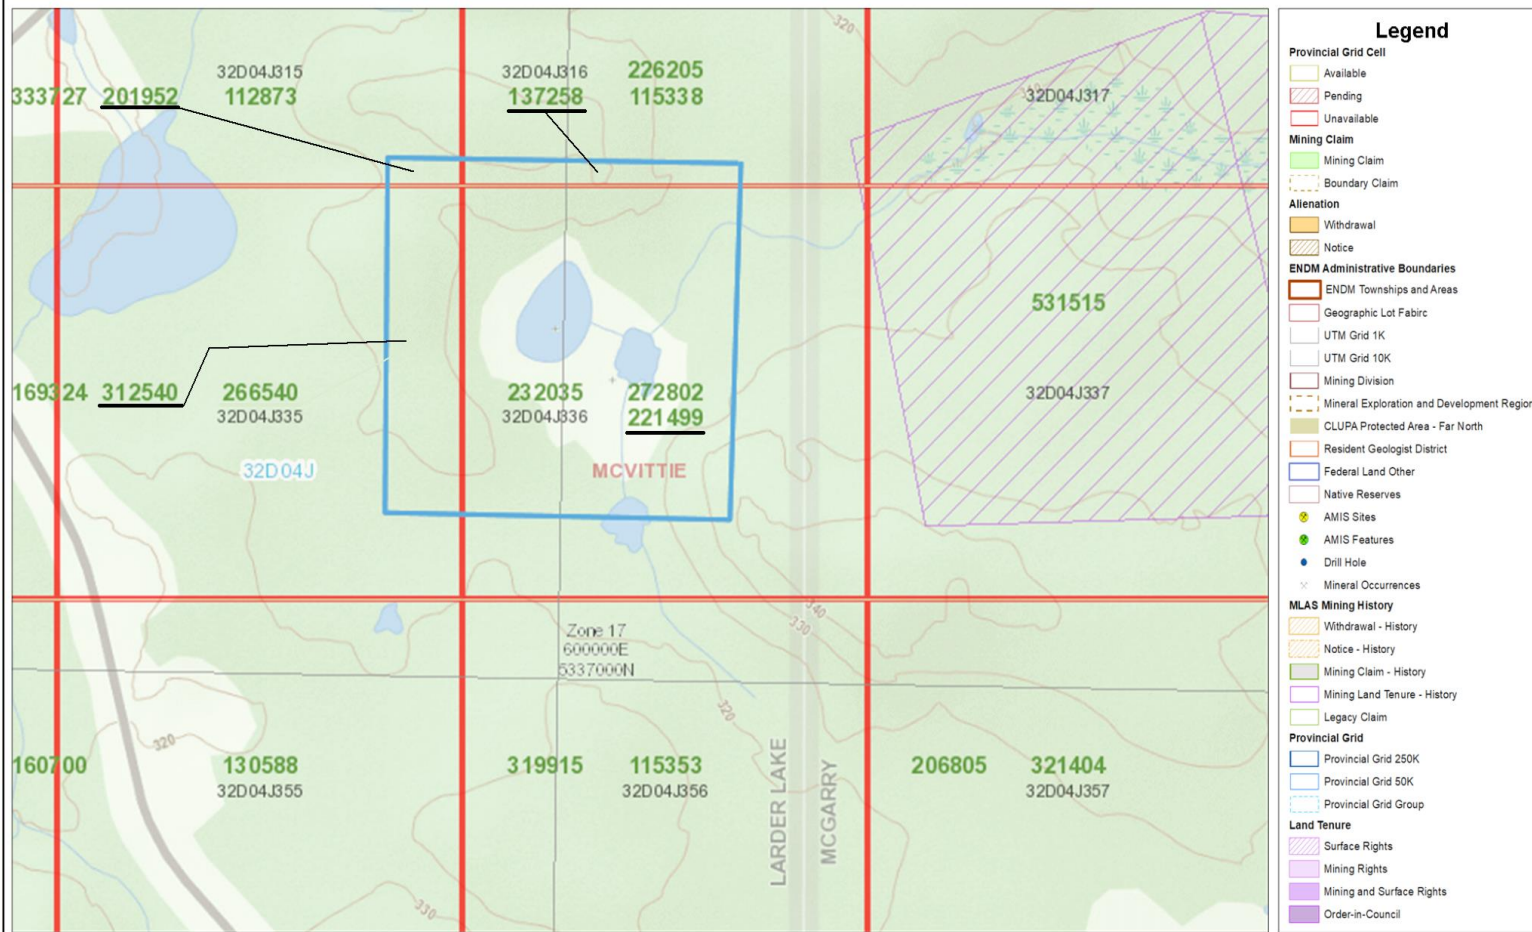 320
32D04J315
32D04J316
226205
333727
201952
112873
137258
115338
32D04J317
531515
169324
312540
266540
232035
272802
32D04J337
32D04J335
32D04J336
221499
32D04J
MCVITTIE
340
330
Zone 17
600000E
5337000N
320
320
160700
130588
319915
115353
206805
321404
32D04J355
32D04J356
32D04J357
LARDER LAKE
MCGARRY
330
Legend
Provincial Grid Cell
Available
Pending
Unavailable
Mining Claim
Mining Claim
Boundary Claim
Alienation
Withdrawal
Notice
ENDM Administrative Boundaries
ENDM Townships and Areas
Geographic Lot Fabirc
UTM Grid 1K
UTM Grid 10K
Mining Division
Mineral Exploration and Development Region
CLUPA Protected Area - Far North
Resident Geologist District
Federal Land Other
Native Reserves
AMIS Sites
AMIS Features
Drill Hole
Mineral Occurrences
MLAS Mining History
Withdrawal - History
Notice - History
Mining Claim - History
Mining Land Tenure - History
Legacy Claim
Provincial Grid
Provincial Grid 250K
Provincial Grid 50K
Provincial Grid Group
Land Tenure
Surface Rights
Mining Rights
Mining and Surface Rights
Order-in-Council